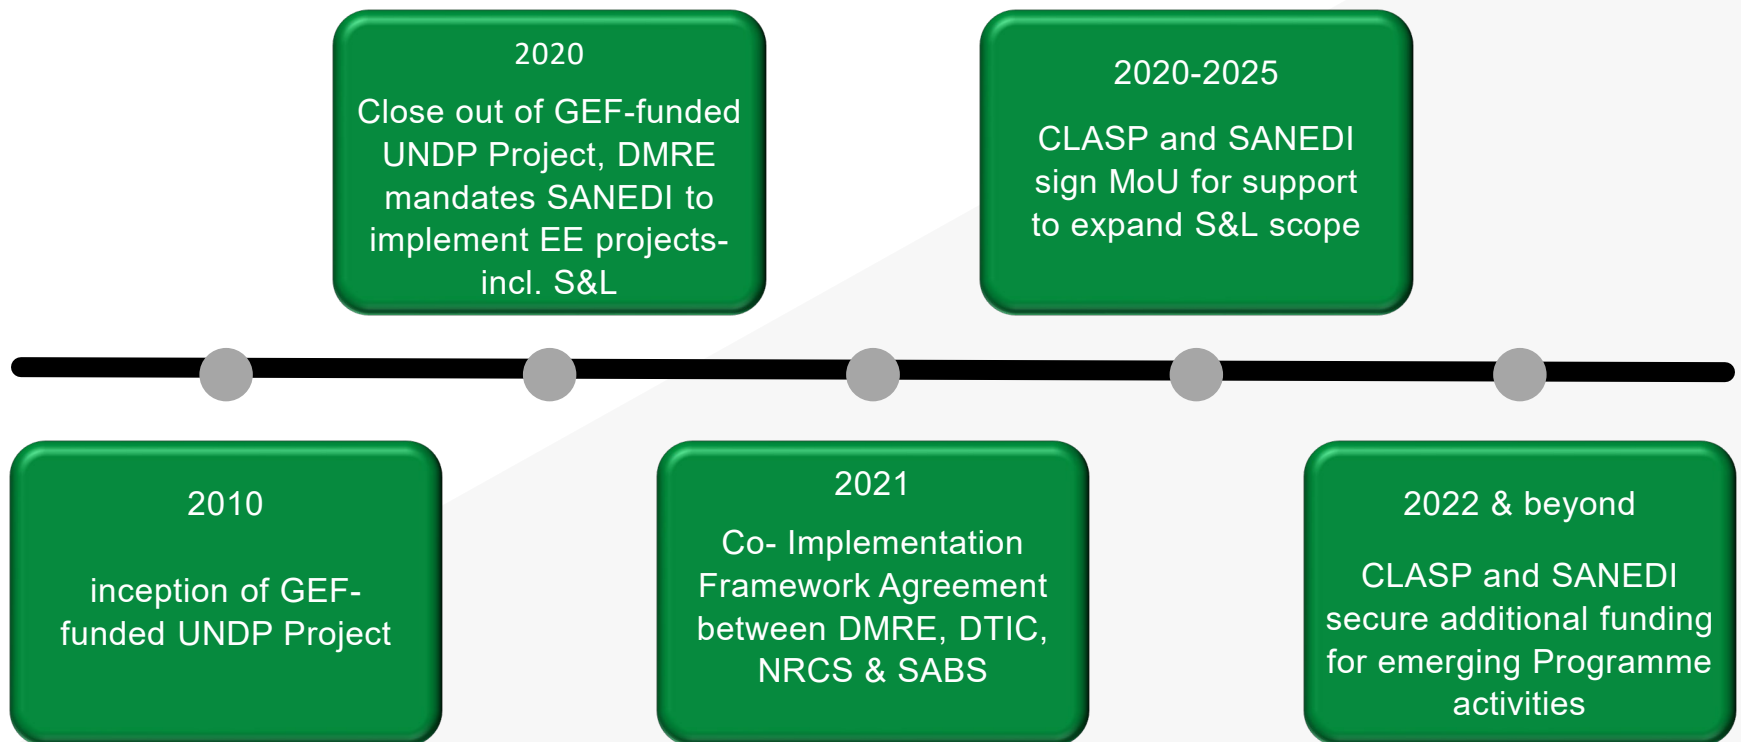 2020
Close out of GEF-funded
UNDP Project, DMRE
mandates SANEDI to
implement EE projects-
incl. S&L
2020-2025
CLASP and SANEDI
sign MoU for support
to expand S&L scope
2010
inception of GEF-
funded UNDP Project
2021
Co- Implementation
Framework Agreement
between DMRE, DTIC,
NRCS & SABS
2022 & beyond
CLASP and SANEDI
secure additional funding
for emerging Programme
activities